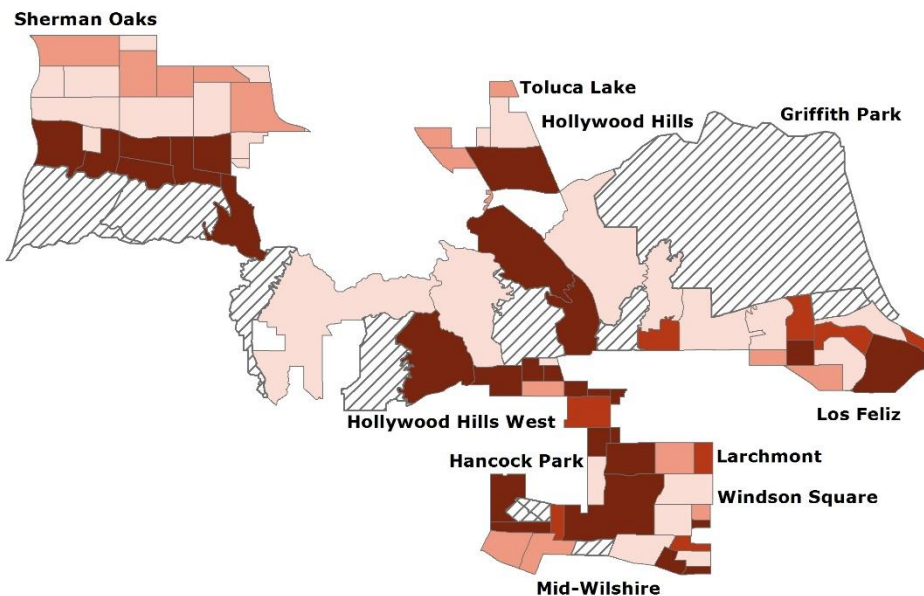 Sherman Oaks
Toluca Lake
Hollywood Hills
Griffith Park
Hollywood Hills West
Los Feliz
Hancock Park
Larchmont
Windson Square
Mid-Wilshire